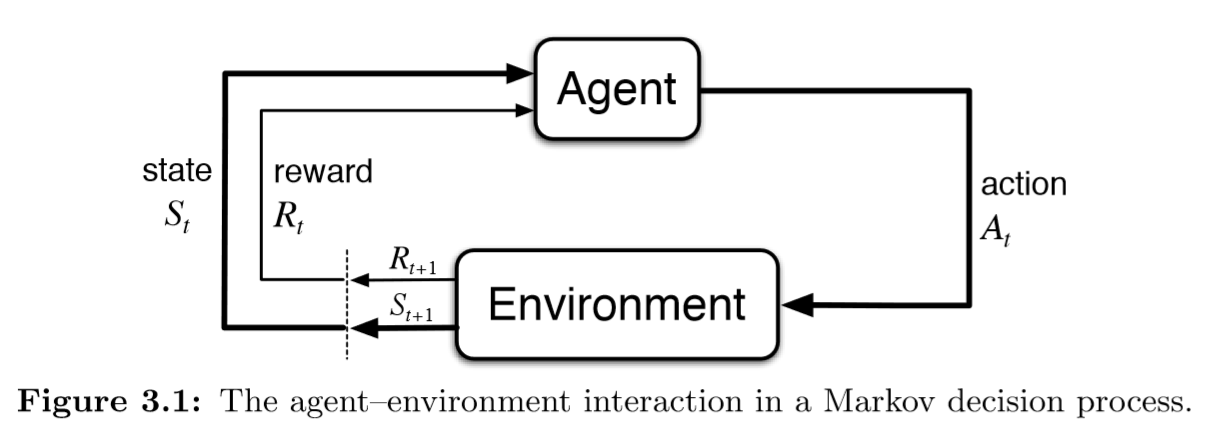 Agent
state
S_t
reward
R_t
action
A_t
R_{t+1}
S_{t+1}
Environment
Figure 3.1: The agent–environment interaction in a Markov decision process.